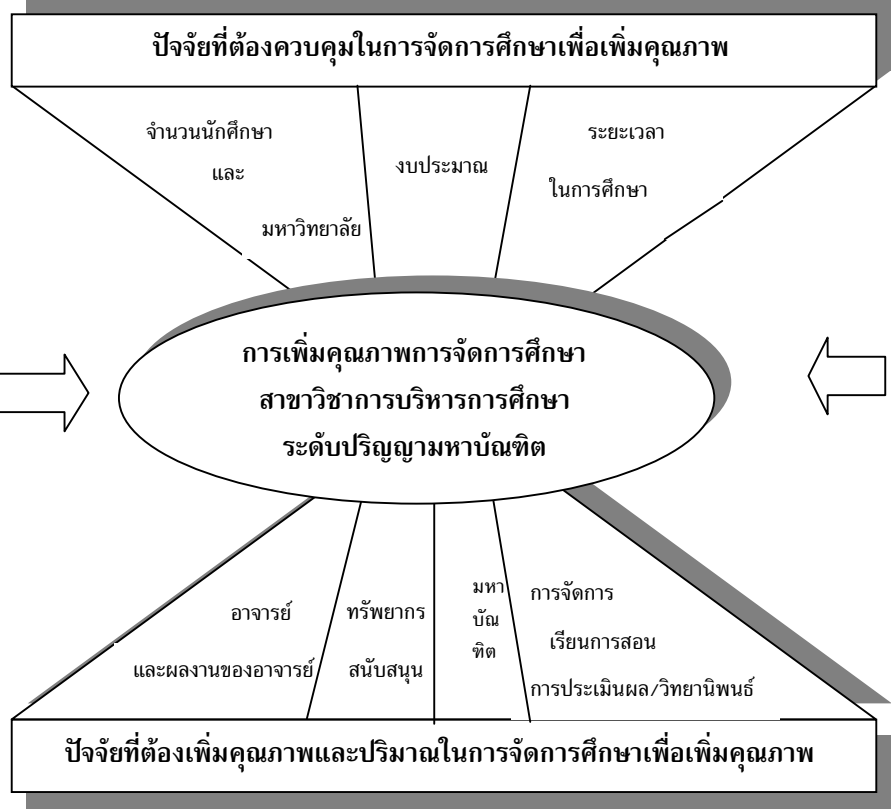 ปัจจัยที่ต้องควบคุมในการจัดการศึกษาเพื่อเพิ่มคุณภาพ
จำนวนนักศึกษา
และ
มหาวิทยาลัย
งบประมาณ
ระยะเวลา
ในการศึกษา
การเพิ่มคุณภาพการจัดการศึกษา
สาขาวิชาการบริหารการศึกษา
ระดับปริญญามหาบัณฑิต
อาจารย์
และผลงานของอาจารย์
ทรัพยากร
สนับสนุน
มหา
บัณ
ฑิต
การจัดการ
เรียนการสอน
การประเมินผล/วิทยานิพนธ์
ปัจจัยที่ต้องเพิ่มคุณภาพและปริมาณในการจัดการศึกษาเพื่อเพิ่มคุณภาพ